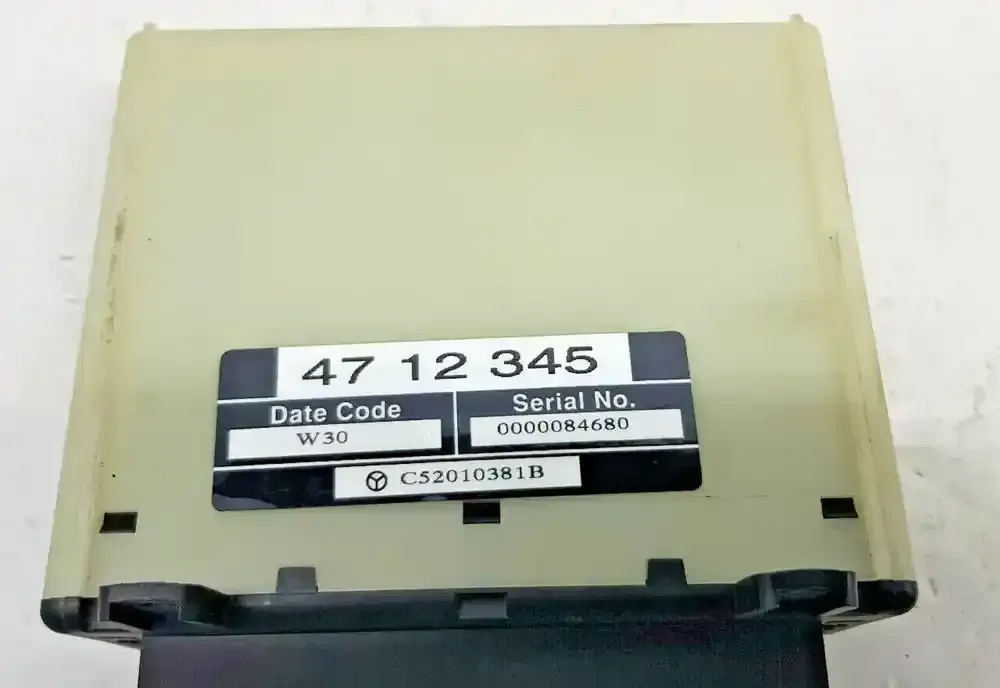 47 12 345
Date Code
Serial No.
W30
0000084680
C52010381B